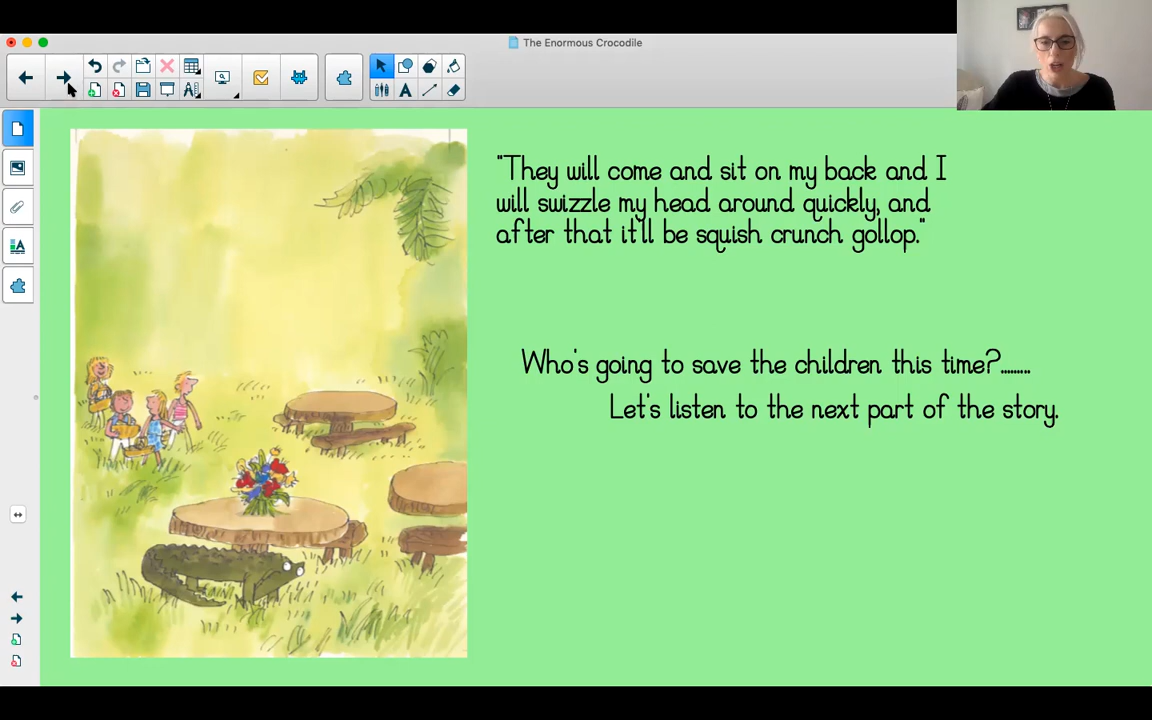 The Enormous Crocodile
"They will come and sit on my back and I
will swizzle my head around quickly, and
after that it'll be squish crunch gollop."
Who's going to save the children this time?.........
Let's listen to the next part of the story.